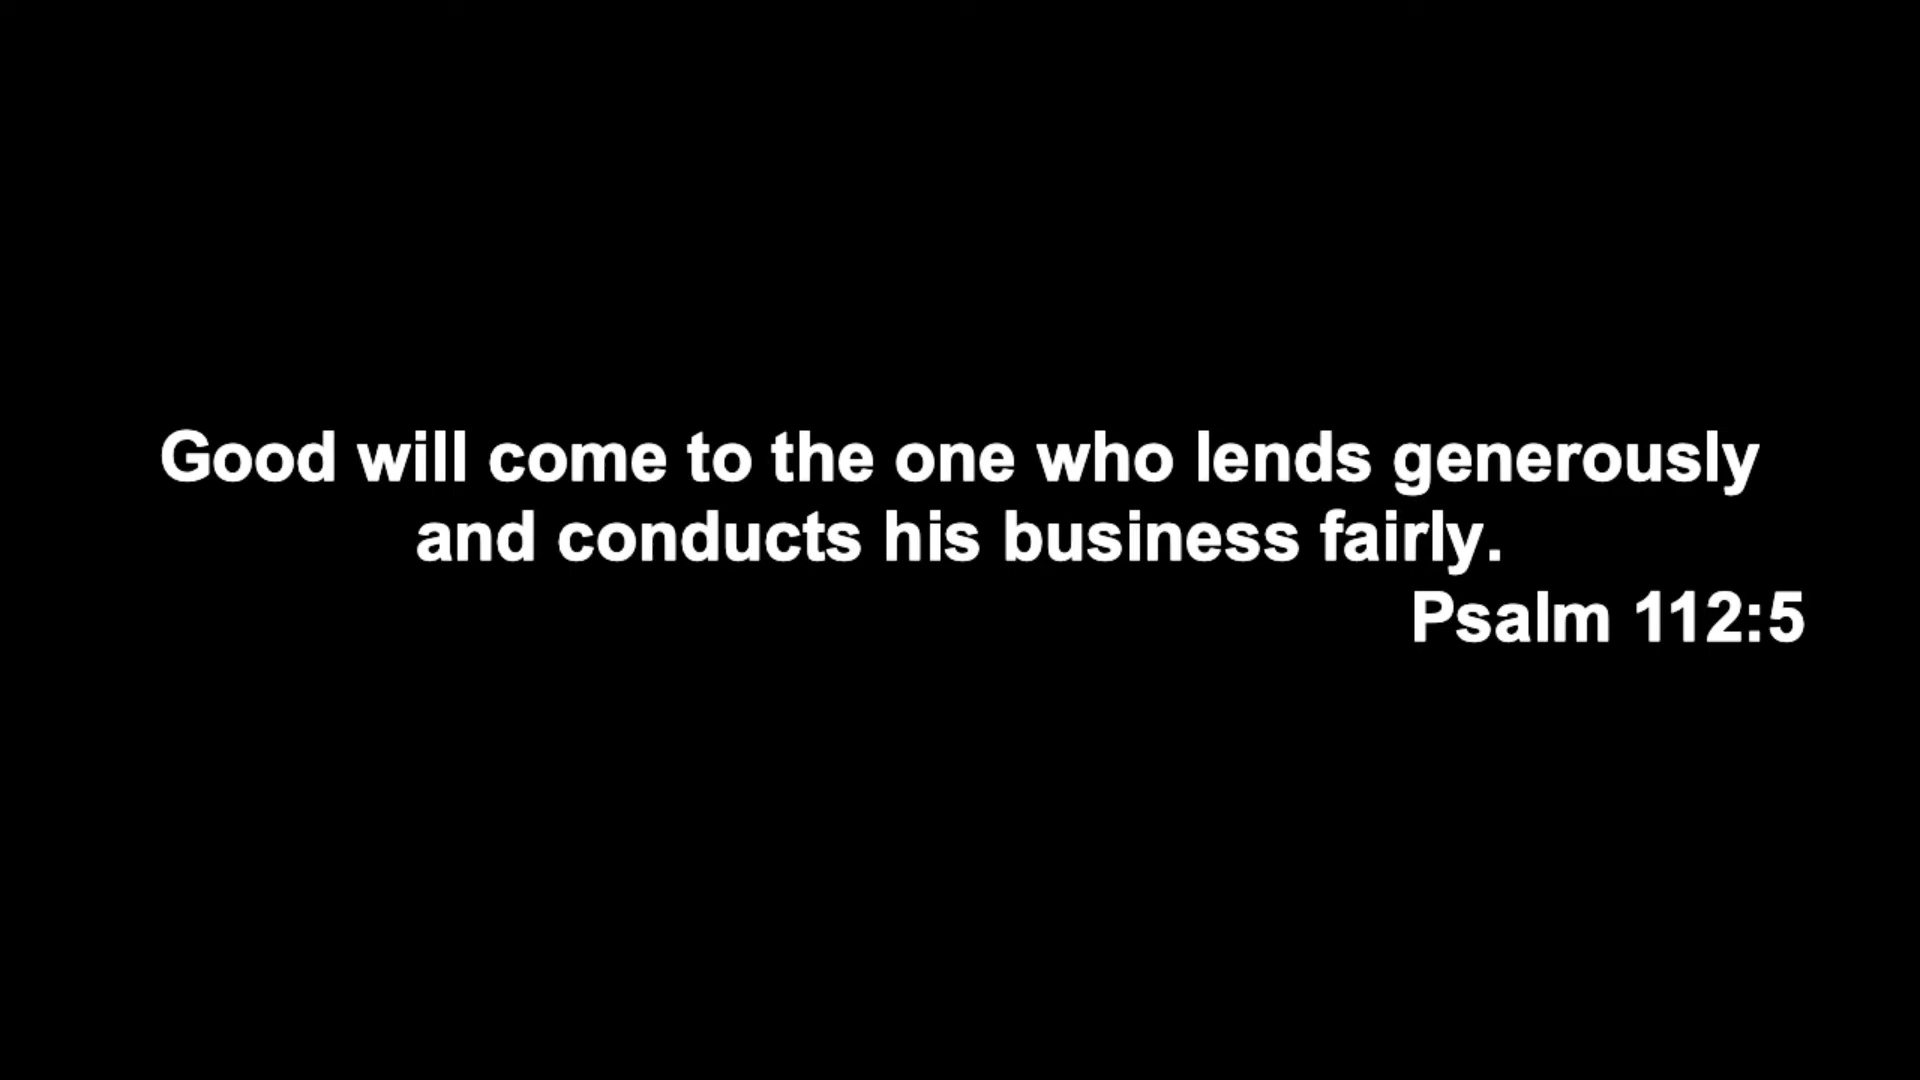 Good will come to the one who lends generously
and conducts his business fairly.
Psalm 112:5